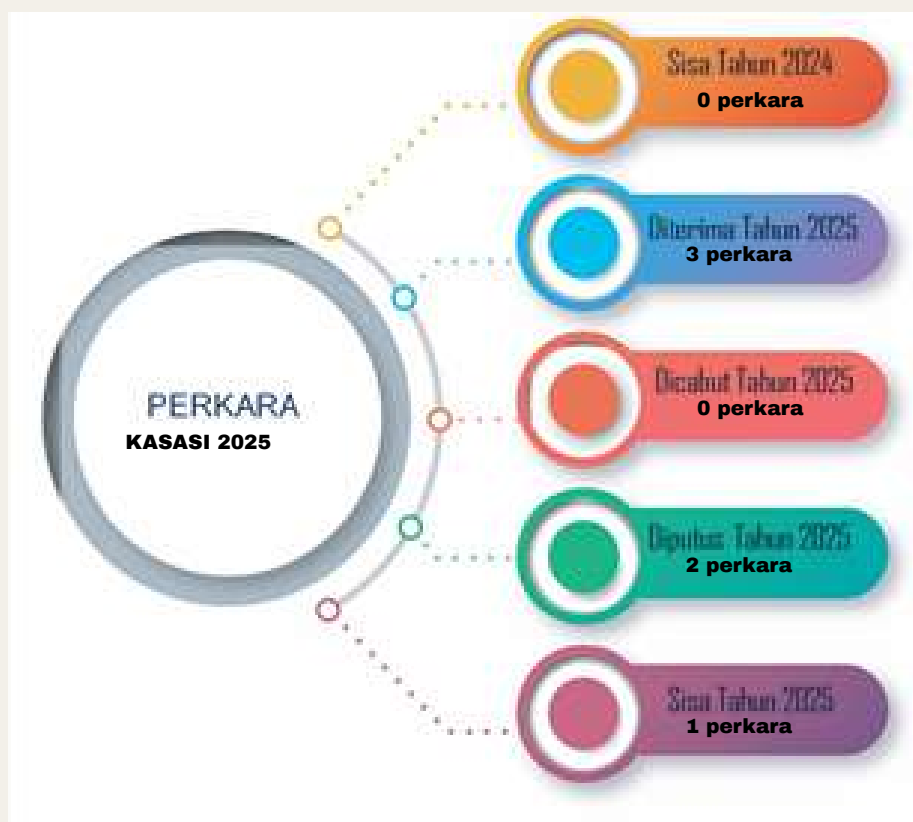 PERKARA
KASASI 2025
Sisa Tahun 2024
0 perkara
Diterima Tahun 2025
3 perkara
Dicabut Tahun 2025
0 perkara
Diputus Tahun 2025
2 perkara
Sisa Tahun 2025
1 perkara